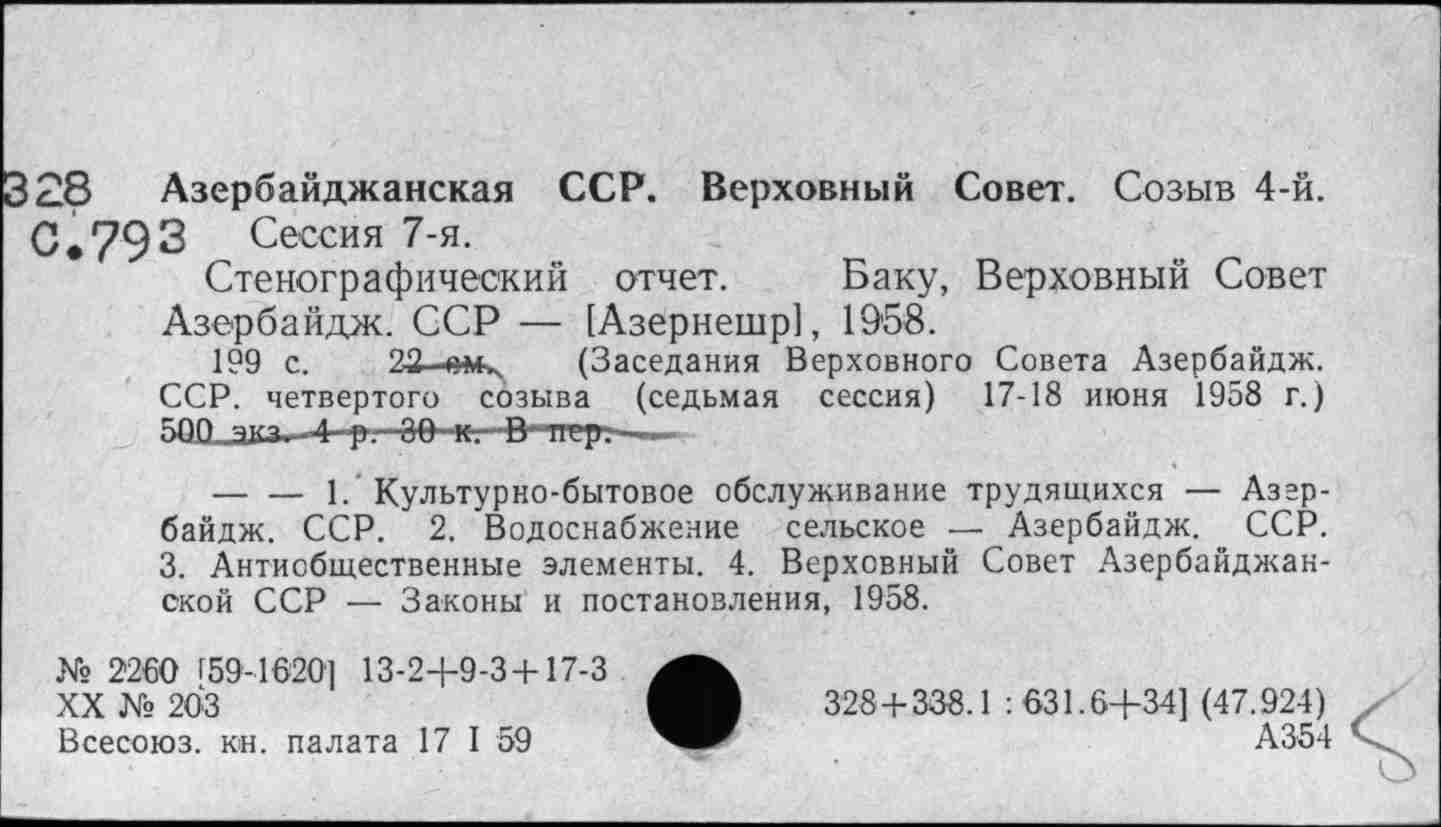 328 Азербайджанская ССР. Верховный Совет. Созыв 4-й.
С.793 Сессия 7-я.
Стенографический отчет. Баку, Верховный Совет
Азербайдж. ССР — [Азернешр], 1958.
199 с. 22 см. (Заседания Верховного Совета Азербайдж.
ССР. четвертого созыва (седьмая сессия) 17-18 июня 1958 г.)
500 экз. 4 р. 30 к. В пер.
— — 1. Культурно-бытовое обслуживание трудящихся — Азер-
байдж. ССР. 2. Водоснабжение сельское — Азербайдж. ССР.
3. Антиобщественные элементы. 4. Верховный Совет Азербайджан-
ской ССР — Законы и постановления, 1958.
№ 2260 [59-1620] 13-2+9-3+17-3
XX № 203
328+338.1 : 631.6+34] (47.924)
Всесоюз. кн. палата 17 I 59
А354